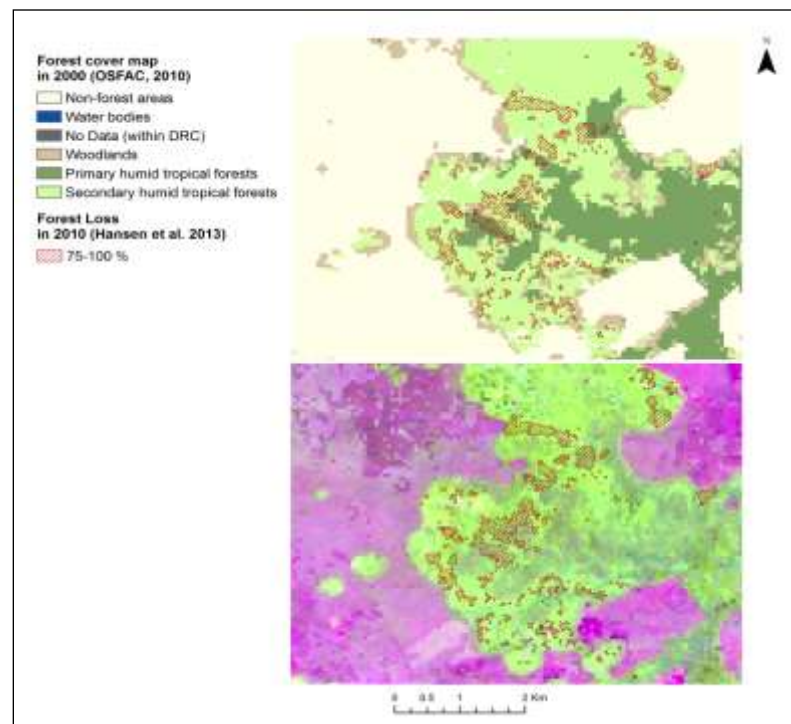 N
Forest cover map
in 2000 (OSFAC, 2010)
Non-forest areas
Water bodies
No Data (within DRC)
Woodlands
Primary humid tropical forests
Secondary humid tropical forests
Forest Loss
in 2010 (Hansen et al. 2013)
75-100 %
0 0.5 1 2 Km